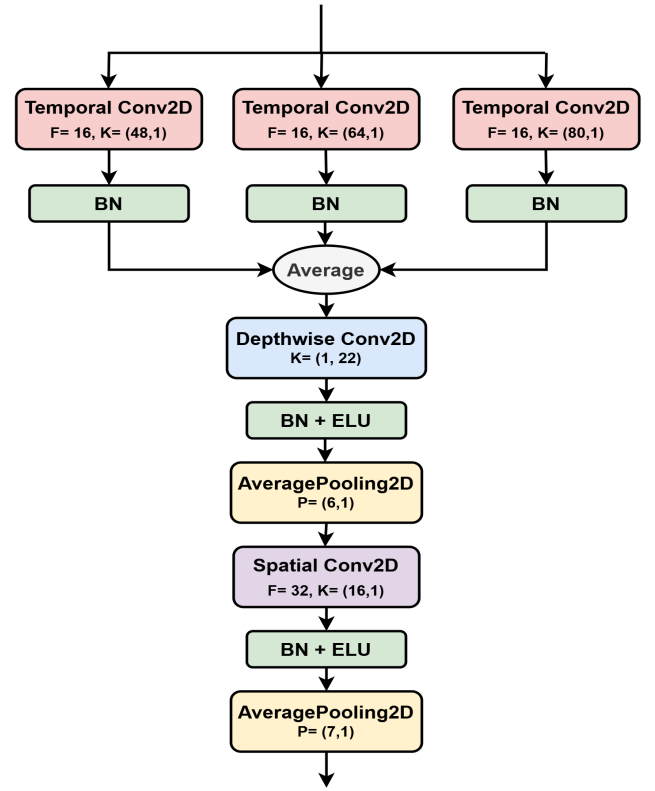 Temporal Conv2D
F= 16, K= (48,1)
Temporal Conv2D
F= 16, K= (64,1)
Temporal Conv2D
F= 16, K= (80,1)
BN
BN
BN
Average
Depthwise Conv2D
K= (1, 22)
BN + ELU
AveragePooling2D
P= (6,1)
Spatial Conv2D
F= 32, K= (16,1)
BN + ELU
AveragePooling2D
P= (7,1)